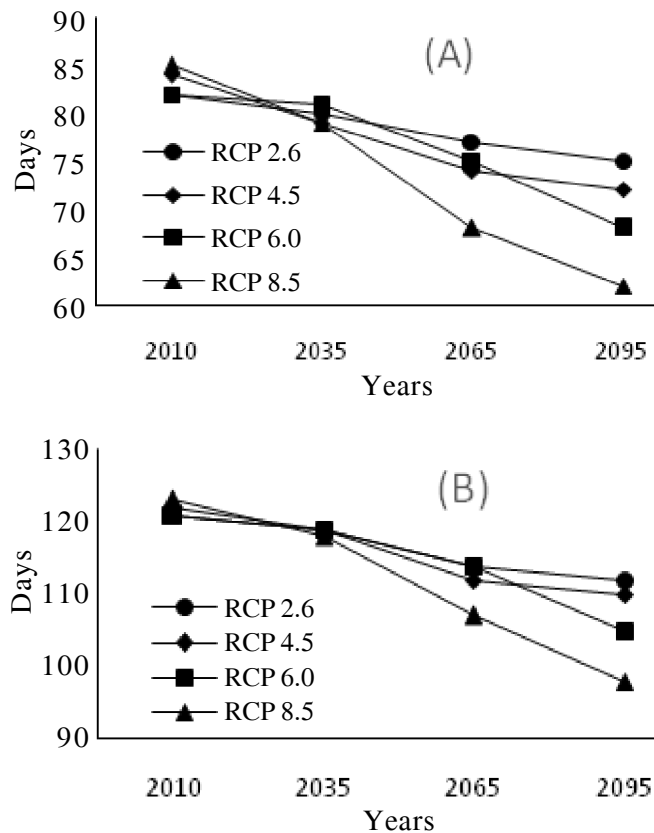 90
(A)
85
80
75
70
65
60
Days
RCP 2.6
RCP 4.5
RCP 6.0
RCP 8.5
2010 2035 2065 2095
Years
130
(B)
120
110
100
90
Days
RCP 2.6
RCP 4.5
RCP 6.0
RCP 8.5
2010 2035 2065 2095
Years